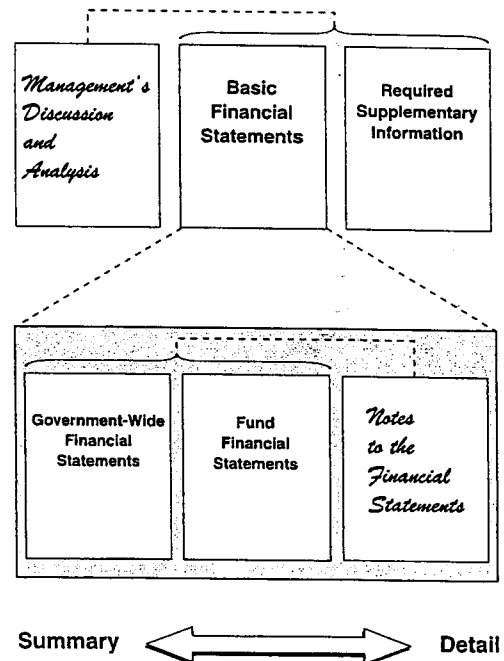 Management's
Discussion
and
Analysis
Basic
Financial
Statements
Required
Supplementary
Information
Government-Wide
Financial
Statements
Fund
Financial
Statements
Notes
to the
Financial
Statements
Summary
Detail